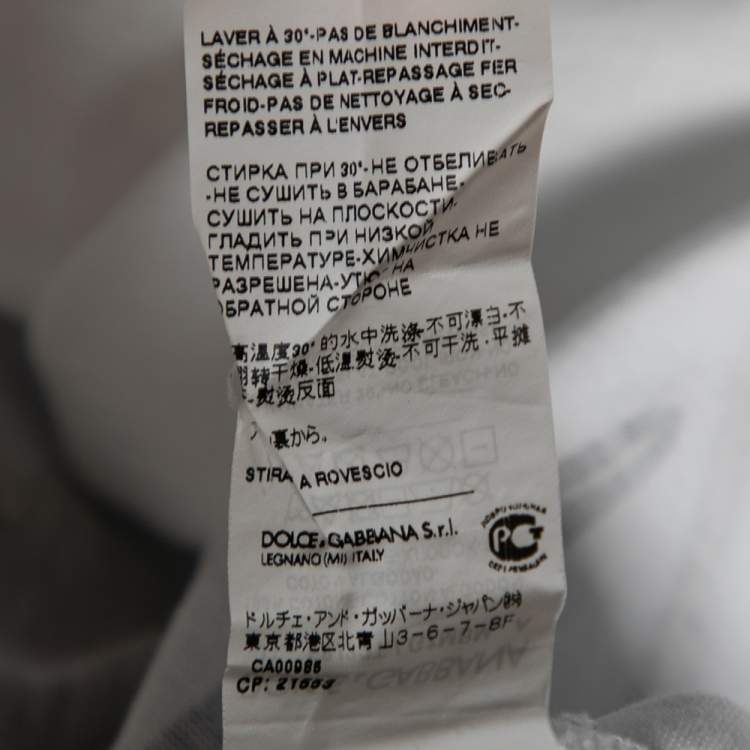 LAVER À 30°-PAS DE BLANCHIMENT-
SÉCHAGE EN MACHINE INTERDIT-
SÉCHAGE À PLAT-REPASSAGE FER
FROID-PAS DE NETTOYAGE À SEC-
REPASSER À L'ENVERS
СТИРКА ПРИ 30°-НЕ ОТБЕЛИВАТЬ
-НЕ СУШИТЬ В БАРАБАНЕ-
СУШИТЬ НА ПЛОСКОСТИ-
ГЛАДИТЬ ПРИ НИЗКОЙ
ТЕМПЕРАТУРЕ-ХИМЧИСТКА НЕ
РАЗРЕШЕНА-УТЮГ НА
ОБРАТНОЙ СТОРОНЕ
高温度30°的水中洗涤-不可漂白-不
翻转干燥-低温熨烫-不可干洗-平摊
熨烫反面
裏から。
STIRA A ROVESCIO
DOLCE & GABBANA S.r.l.
LEGNANO (MI) ITALY
РСТ
ドルチェ・アンド・ガッバーナ・ジャパン㈱
東京都港区北青山3-6-7-8F
CA00986
CP: